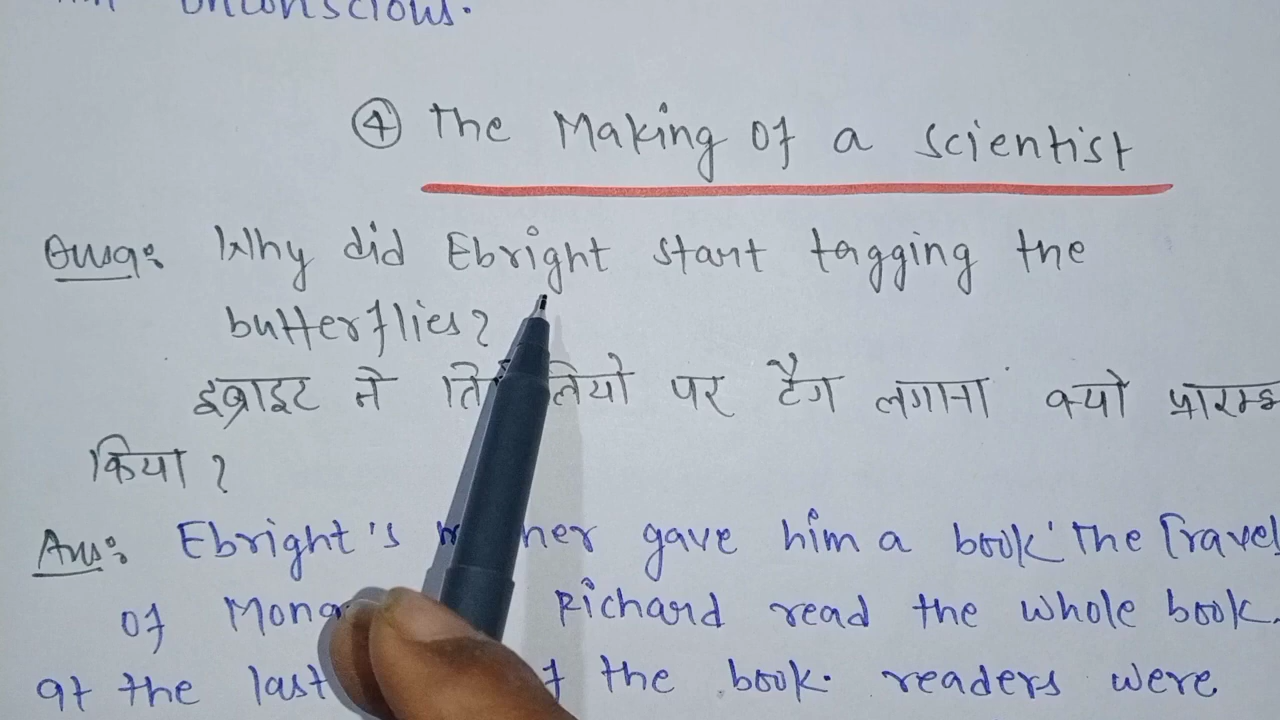 unconscious.
④ The Making of a scientist
Ques: Why did Ebright start tagging the
butterflies?
इब्राइट ने पर टैग लगाना क्यो प्रारम्भ
किया ?
Ans: Ebright's gave him a book 'The Travel
of Richard read the whole book.
at the last the book. readers were